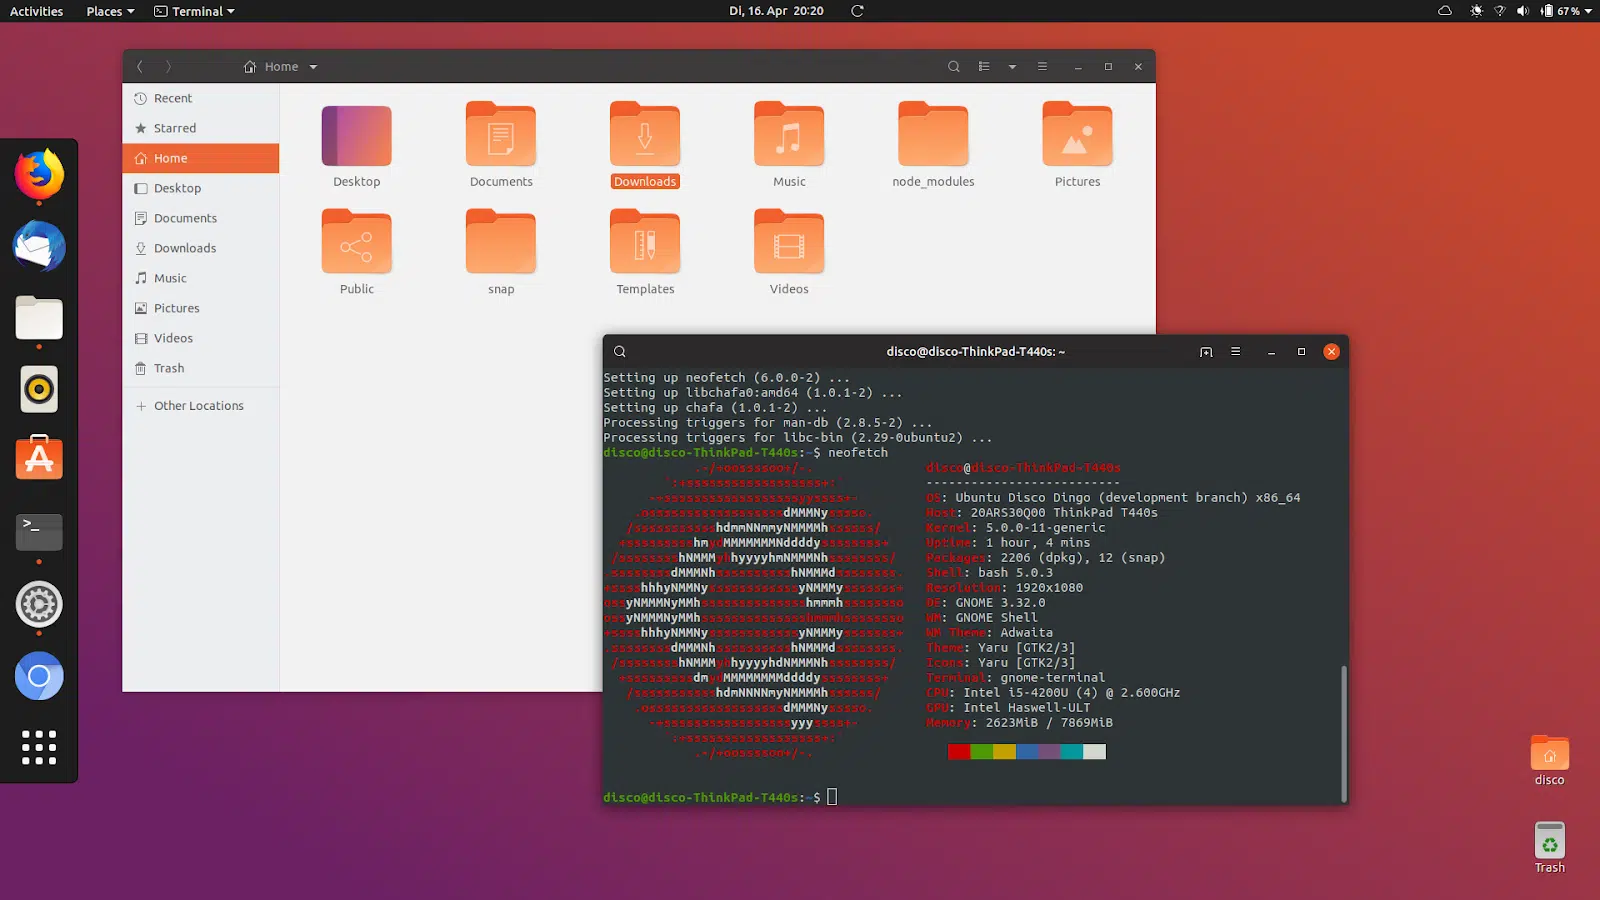 Activities Places Terminal Di, 16. Apr 20:20 67 %
Home
Recent
Starred
Home
Desktop
Documents
Downloads
Music
Pictures
Videos
Trash
Other Locations
Desktop Documents Downloads Music node_modules Pictures
Public snap Templates Videos
disco@disco-ThinkPad-T440s: ~
Setting up neofetch (6.0.0-2) ...
Setting up libchafa0:amd64 (1.0.1-2) ...
Setting up chafa (1.0.1-2) ...
Processing triggers for man-db (2.8.5-2) ...
Processing triggers for libc-bin (2.29-0ubuntu2) ...
disco@disco-ThinkPad-T440s:~$ neofetch
disco@disco-ThinkPad-T440s
--------------------------
OS: Ubuntu Disco Dingo (development branch) x86_64
Host: 20ARS30Q00 ThinkPad T440s
Kernel: 5.0.0-11-generic
Uptime: 1 hour, 4 mins
Packages: 2206 (dpkg), 12 (snap)
Shell: bash 5.0.3
Resolution: 1920x1080
DE: GNOME 3.32.0
WM: GNOME Shell
WM Theme: Adwaita
Theme: Yaru [GTK2/3]
Icons: Yaru [GTK2/3]
Terminal: gnome-terminal
CPU: Intel i5-4200U (4) @ 2.600GHz
GPU: Intel Haswell-ULT
Memory: 2623MiB / 7869MiB
disco@disco-ThinkPad-T440s:~$
disco
Trash